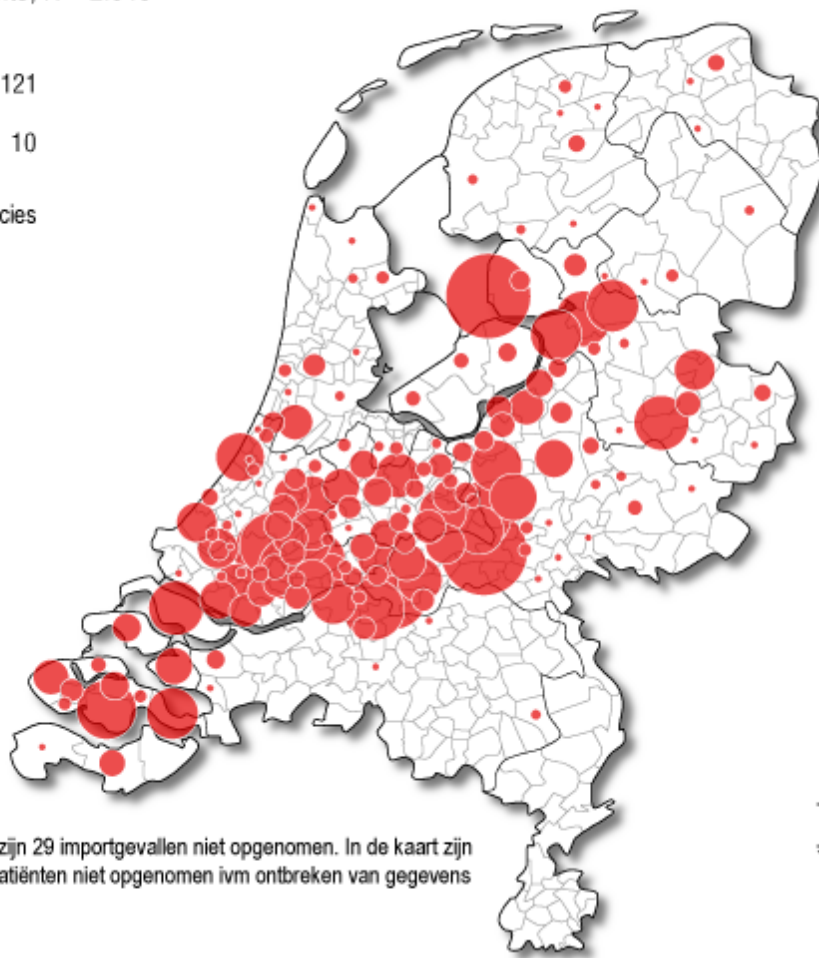 121
10
cies
zijn 29 importgevallen niet opgenomen. In de kaart zijn
atiënten niet opgenomen ivm ontbreken van gegevens